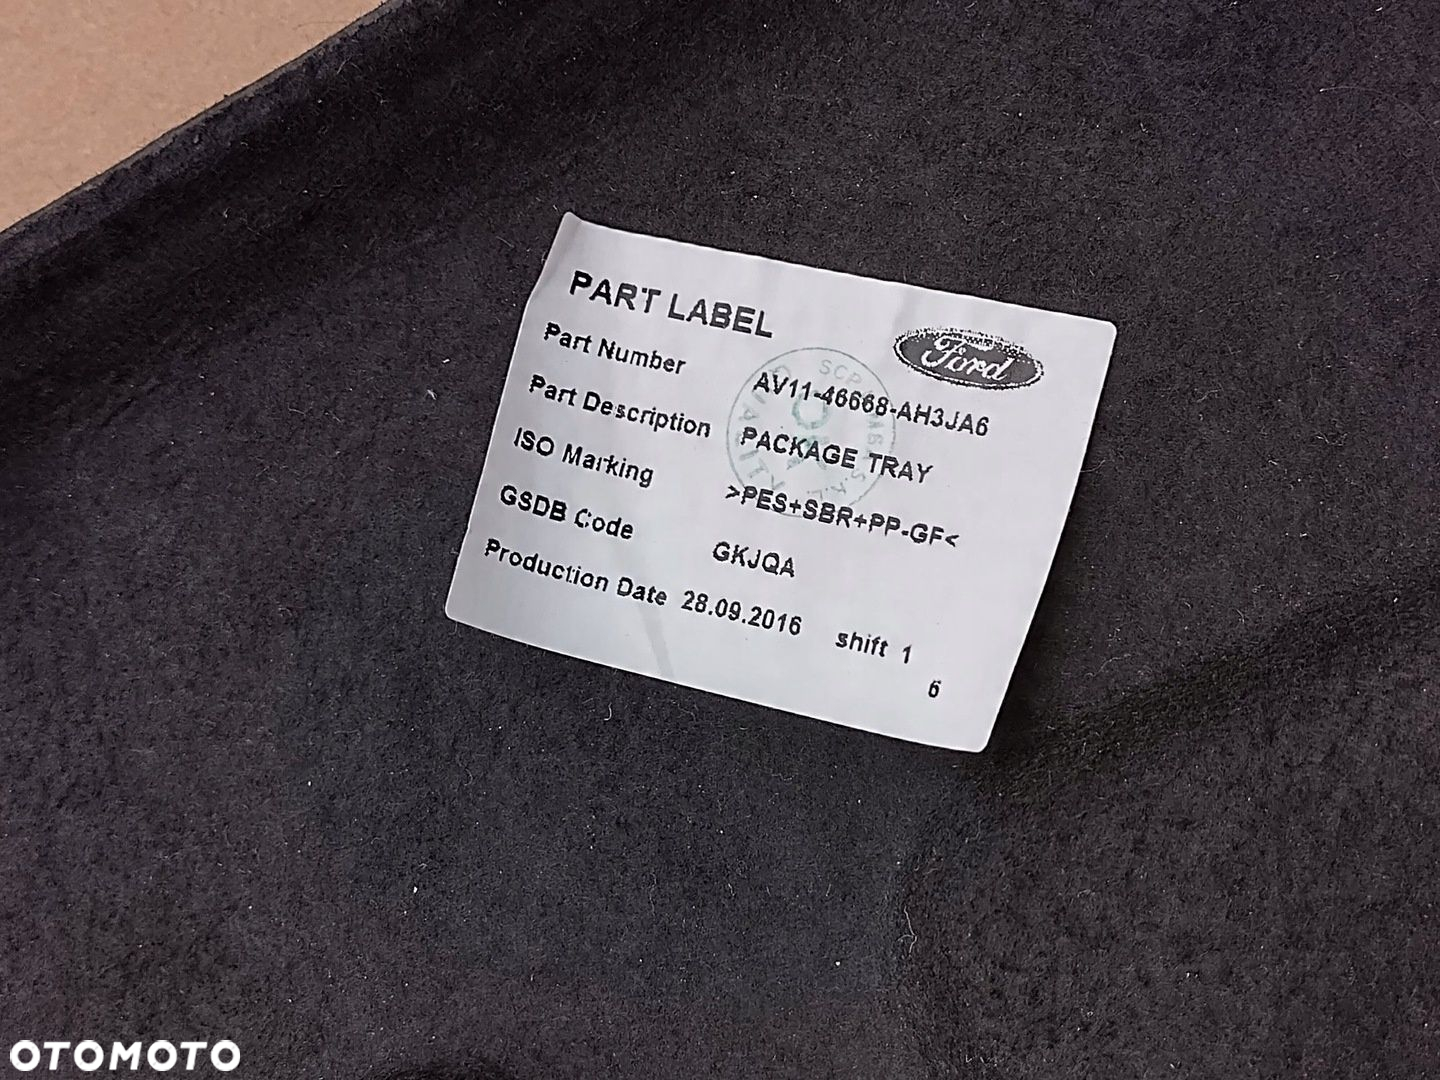 PART LABEL
Ford
Part Number AV11-46668-AH3JA6
Part Description PACKAGE TRAY
ISO Marking >PES+SBR+PP-GF<
GSDB Code GKJQA
Production Date 28.09.2016 shift 1
6
QUALITY
OTOMOTO